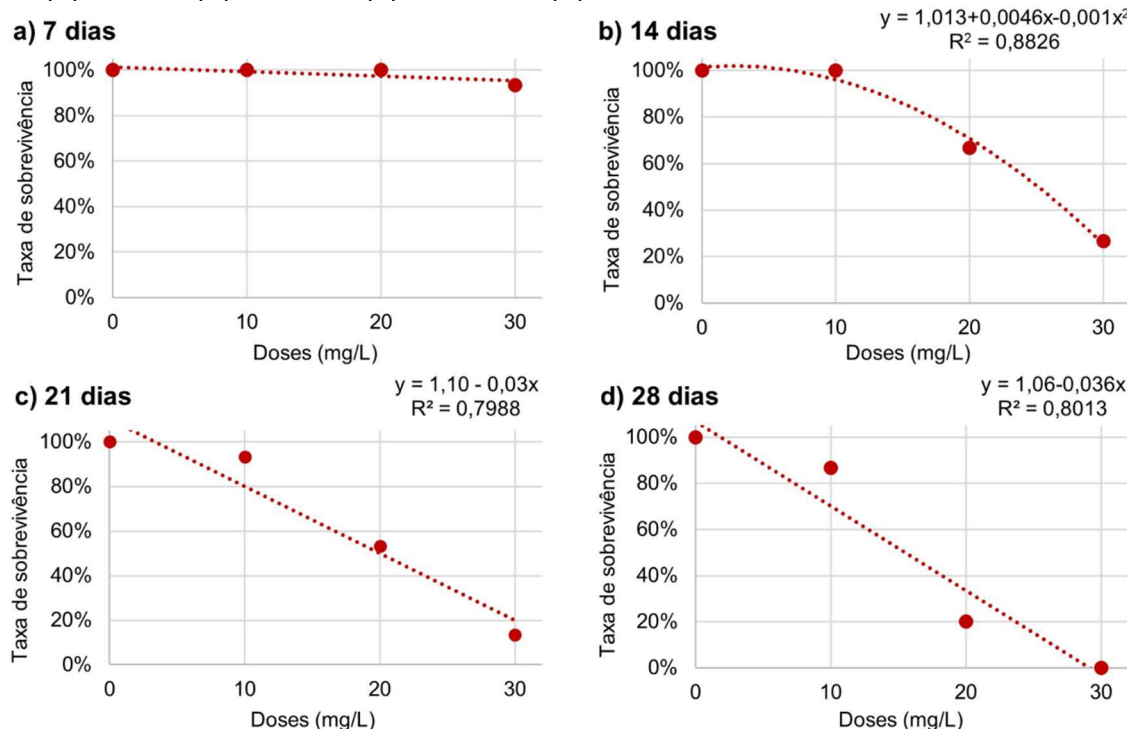 a) 7 dias
100%
80%
60%
40%
20%
0%
Taxa de sobrevivência
0
10
20
30
Doses (mg/L)
b) 14 dias
y = 1,013+0,0046x-0,001x²
R² = 0,8826
100%
80%
60%
40%
20%
0%
Taxa de sobrevivência
0
10
20
30
Doses (mg/L)
c) 21 dias
y = 1,10 - 0,03x
R² = 0,7988
100%
80%
60%
40%
20%
0%
Taxa de sobrevivência
0
10
20
30
Doses (mg/L)
d) 28 dias
y = 1,06-0,036x
R² = 0,8013
100%
80%
60%
40%
20%
0%
Taxa de sobrevivência
0
10
20
30
Doses (mg/L)